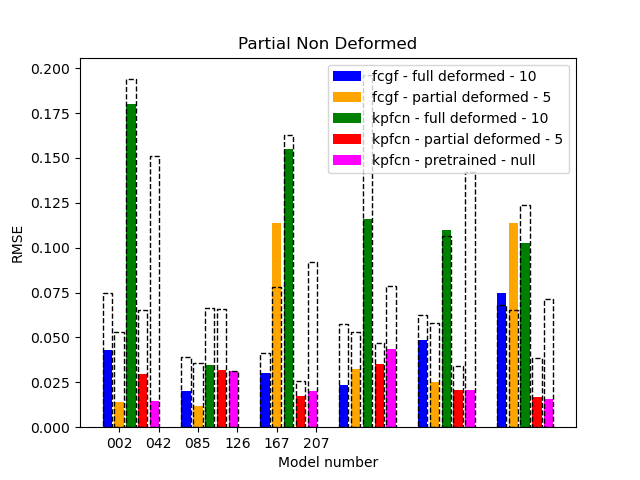 Partial Non Deformed
fcgf - full deformed - 10
fcgf - partial deformed - 5
kpfcn - full deformed - 10
kpfcn - partial deformed - 5
kpfcn - pretrained - null
RMSE
0.200
0.175
0.150
0.125
0.100
0.075
0.050
0.025
0.000
002 042 085 126 167 207
Model number